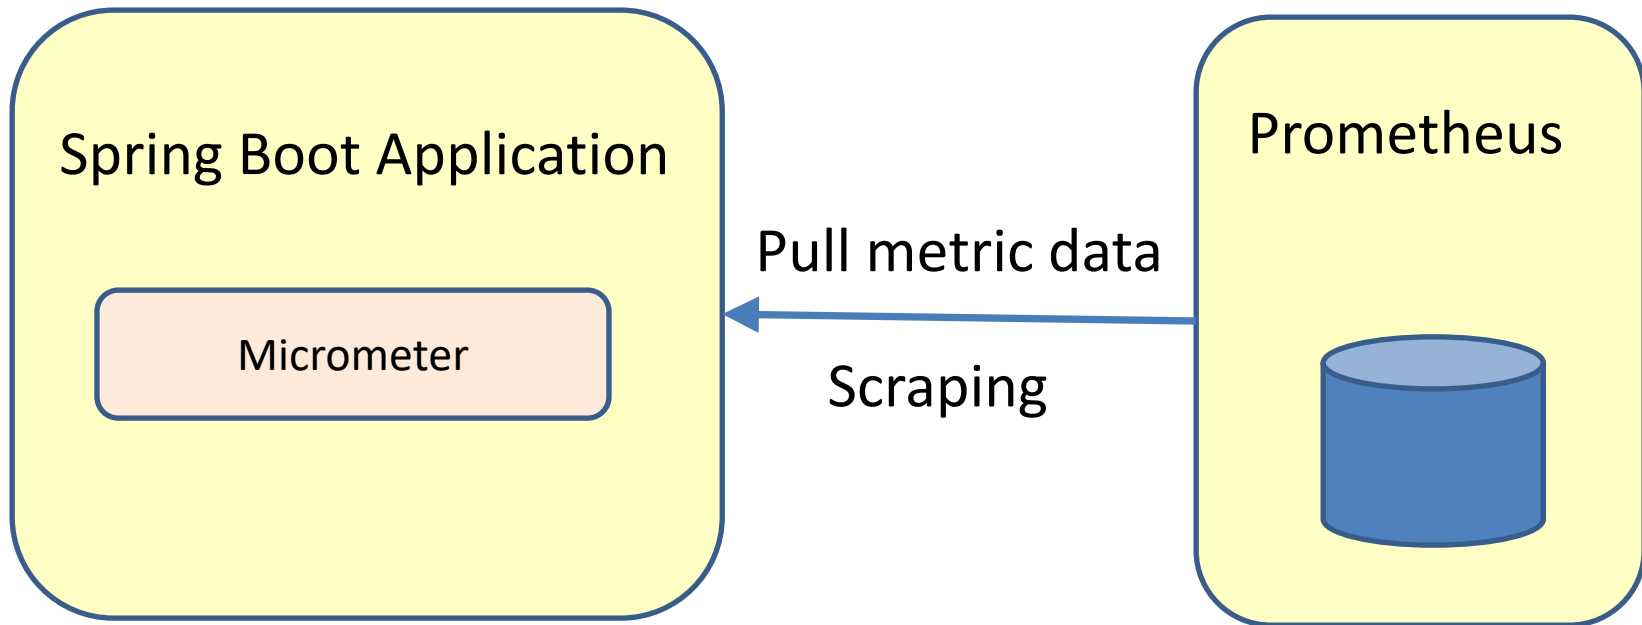 Spring Boot Application
Micrometer
Pull metric data
Scraping
Prometheus